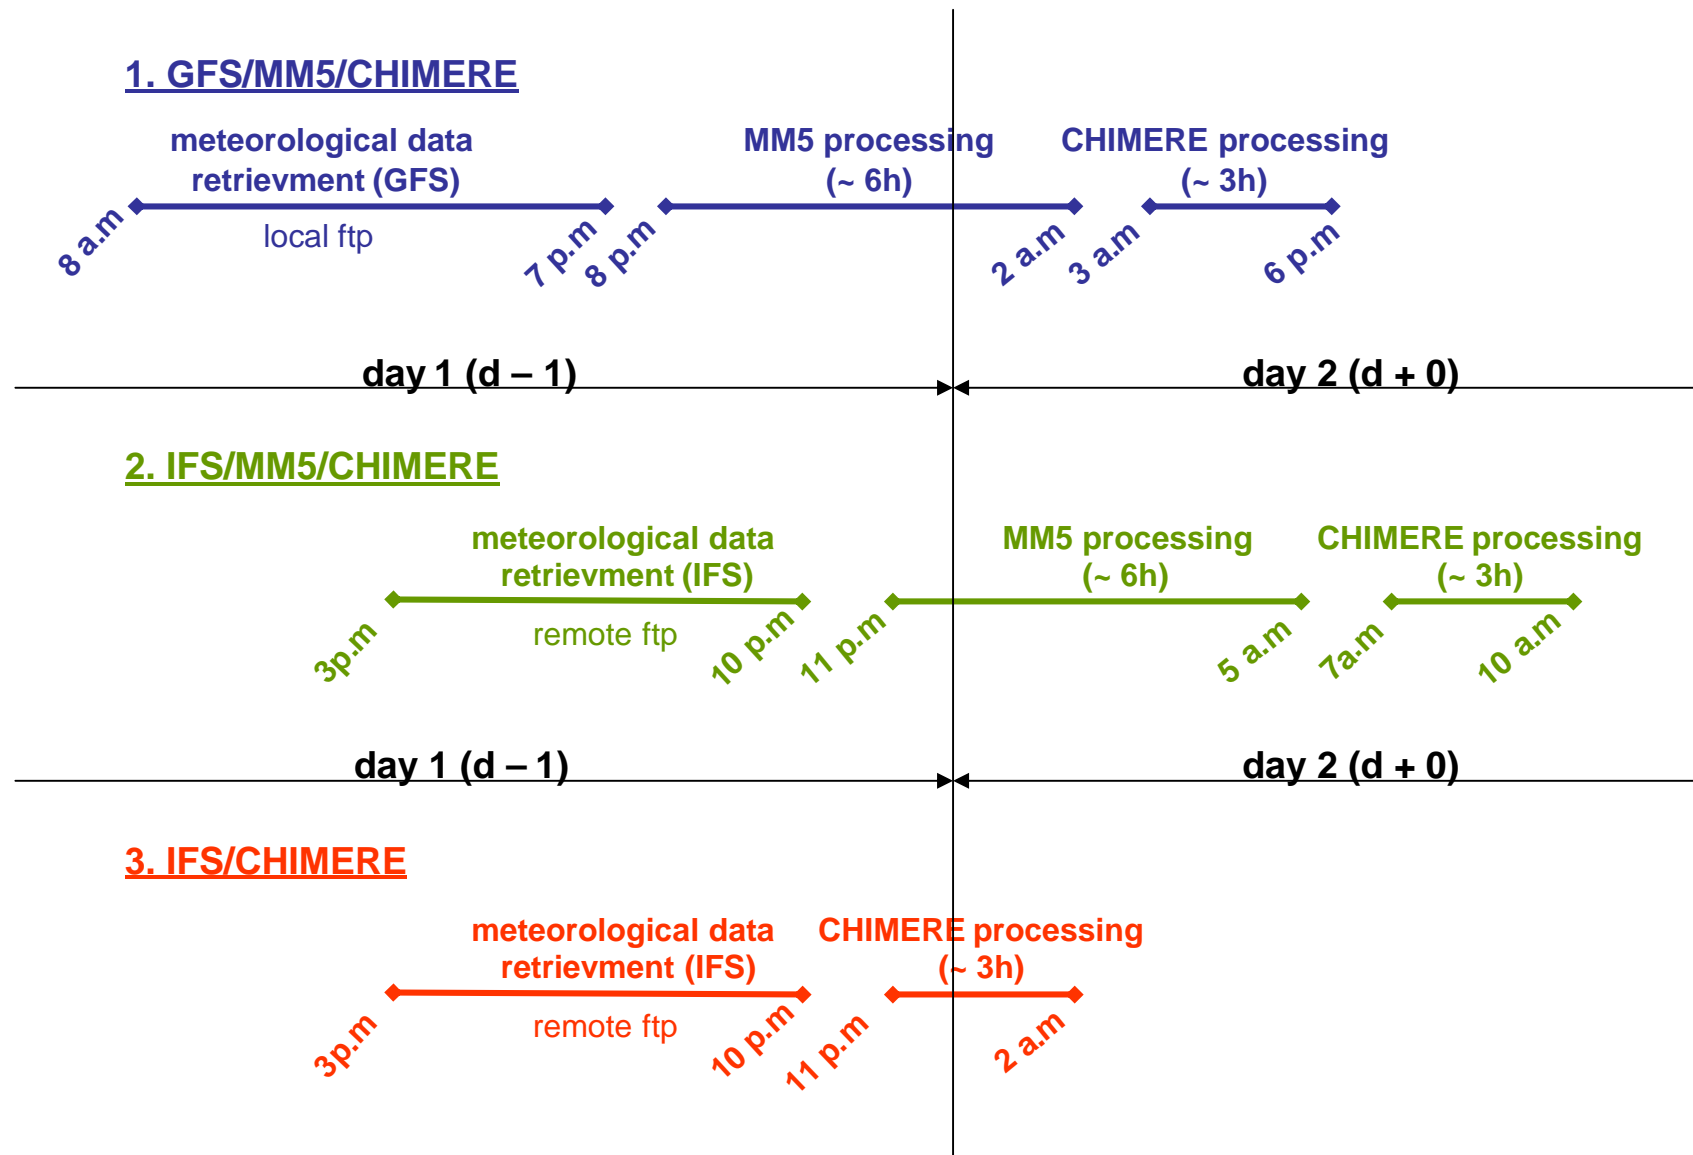 1. GFS/MM5/CHIMERE
meteorological data
retrievment (GFS)
MM5 processing
(~ 6h)
CHIMERE processing
(~ 3h)
local ftp
8 a.m
7 p.m
8 p.m
2 a.m
3 a.m
6 p.m
day 1 (d – 1)
day 2 (d + 0)
2. IFS/MM5/CHIMERE
meteorological data
retrievment (IFS)
MM5 processing
(~ 6h)
CHIMERE processing
(~ 3h)
remote ftp
3p.m
10 p.m
11 p.m
5 a.m
7a.m
10 a.m
day 1 (d – 1)
day 2 (d + 0)
3. IFS/CHIMERE
meteorological data
retrievment (IFS)
CHIMERE processing
(~ 3h)
remote ftp
3p.m
10 p.m
11 p.m
2 a.m